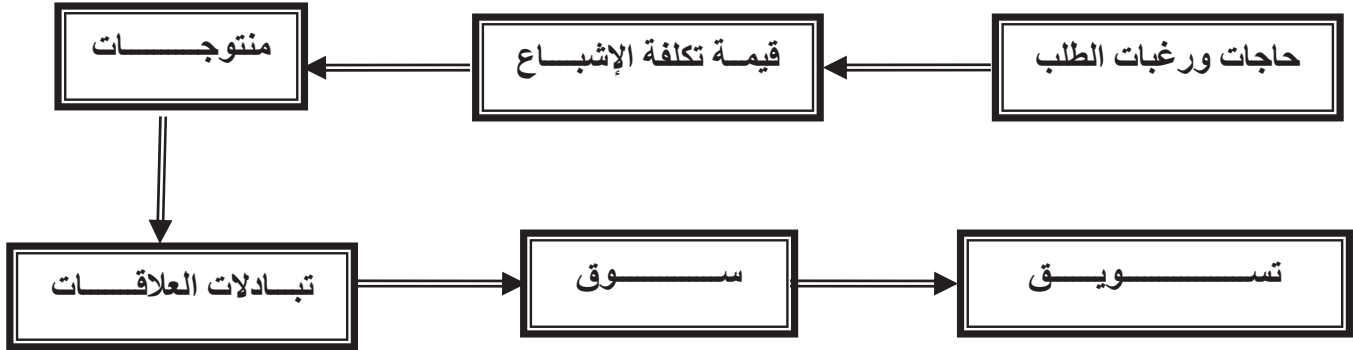 حاجات ورغبات الطلب
قيمة تكلفة الإشباع
منتوجات
تبادلات العلاقات
سوق
تسويق